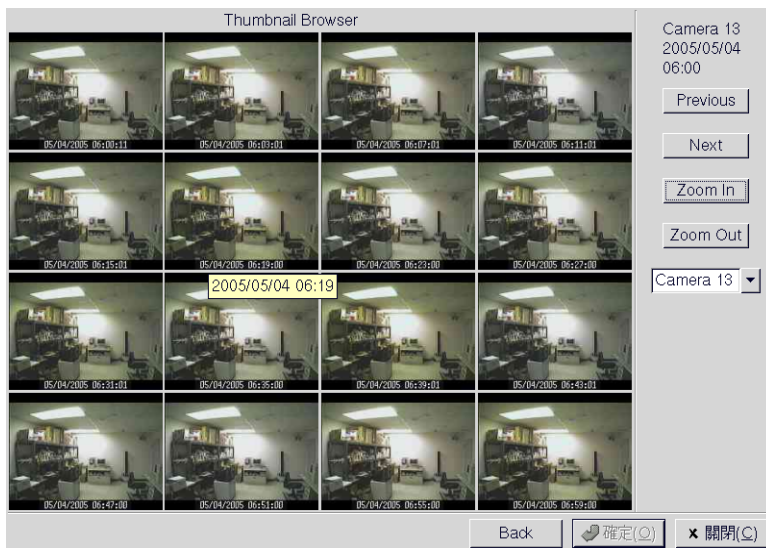 Thumbnail Browser
05/04/2005 06:00:11
05/04/2005 06:03:01
05/04/2005 06:07:01
05/04/2005 06:11:01
05/04/2005 06:15:01
05/04/2005 06:19:00
05/04/2005 06:23:00
05/04/2005 06:27:00
2005/05/04 06:19
05/04/2005 06:31:01
05/04/2005 06:35:00
05/04/2005 06:39:01
05/04/2005 06:43:01
05/04/2005 06:47:00
05/04/2005 06:51:00
05/04/2005 06:55:00
05/04/2005 06:59:00
Camera 13
2005/05/04
06:00
Previous
Next
Zoom In
Zoom Out
Camera 13
Back
確定(O)
x 關閉(C)